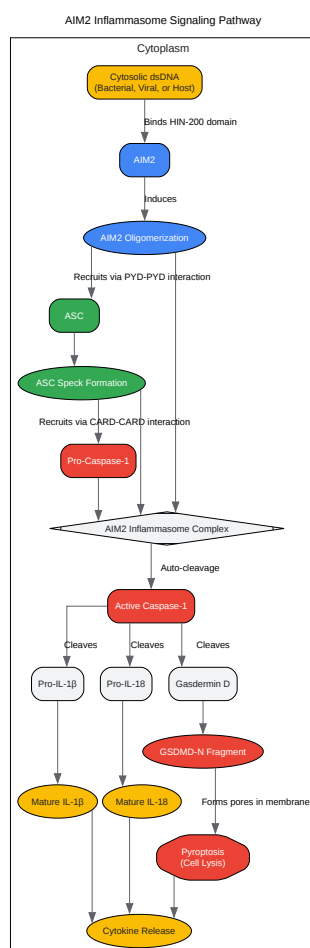 AIM2 Inflammasome Signaling Pathway
Cytoplasm
Cytosolic dsDNA
(Bacterial, Viral, or Host)
Binds HIN-200 domain
AIM2
Induces
AIM2 Oligomerization
Recruits via PYD-PYD interaction
ASC
ASC Speck Formation
Recruits via CARD-CARD interaction
Pro-Caspase-1
AIM2 Inflammasome Complex
Auto-cleavage
Active Caspase-1
Cleaves
Cleaves
Cleaves
Pro-IL-1β
Pro-IL-18
Gasdermin D
GSDMD-N Fragment
Mature IL-1β
Mature IL-18
Forms pores in membrane
Pyroptosis
(Cell Lysis)
Cytokine Release